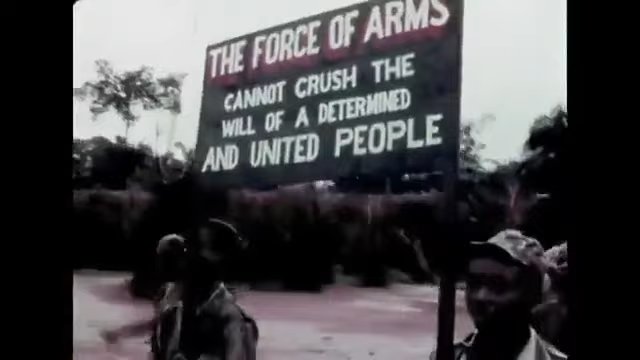 THE FORCE OF ARMS
CANNOT CRUSH THE
WILL OF A DETERMINED
AND UNITED PEOPLE